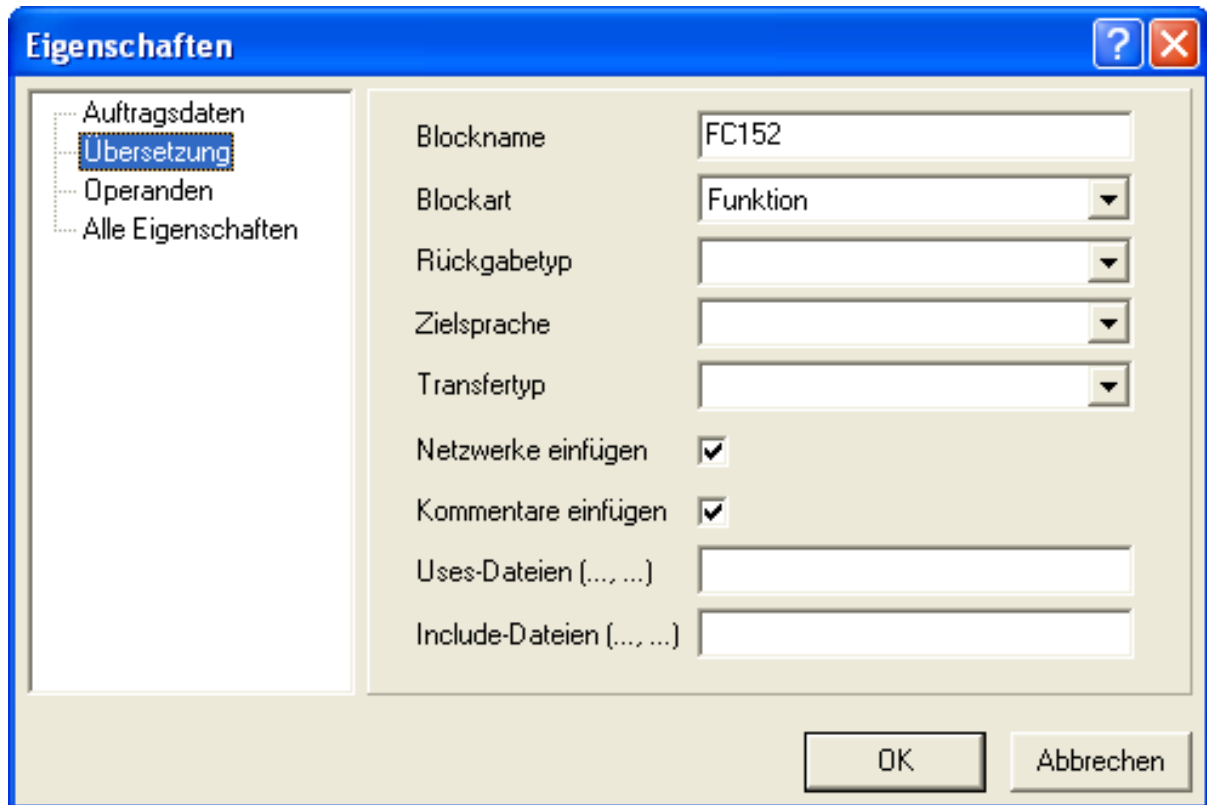 Eigenschaften
Auftragsdaten
Übersetzung
Operanden
Alle Eigenschaften
Blockname FC152
Blockart Funktion
Rückgabetyp
Zielsprache
Transfertyp
Netzwerke einfügen
Kommentare einfügen
Uses-Dateien (..., ...)
Include-Dateien (..., ...)
OK Abbrechen